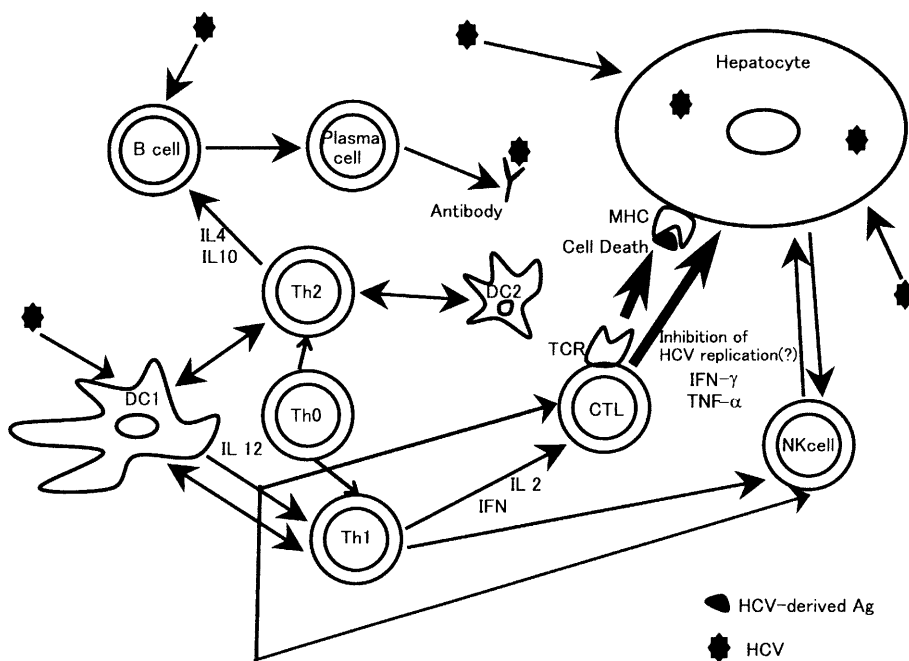 Hepatocyte
B cell
Plasma
cell
Antibody
MHC
Cell Death
IL4
IL10
Th2
DC2
TCR
Inhibition of
HCV replication(?)
IFN-γ
TNF-α
DC1
Th0
CTL
NKcell
IL 12
IL 2
IFN
Th1
HCV-derived Ag
HCV